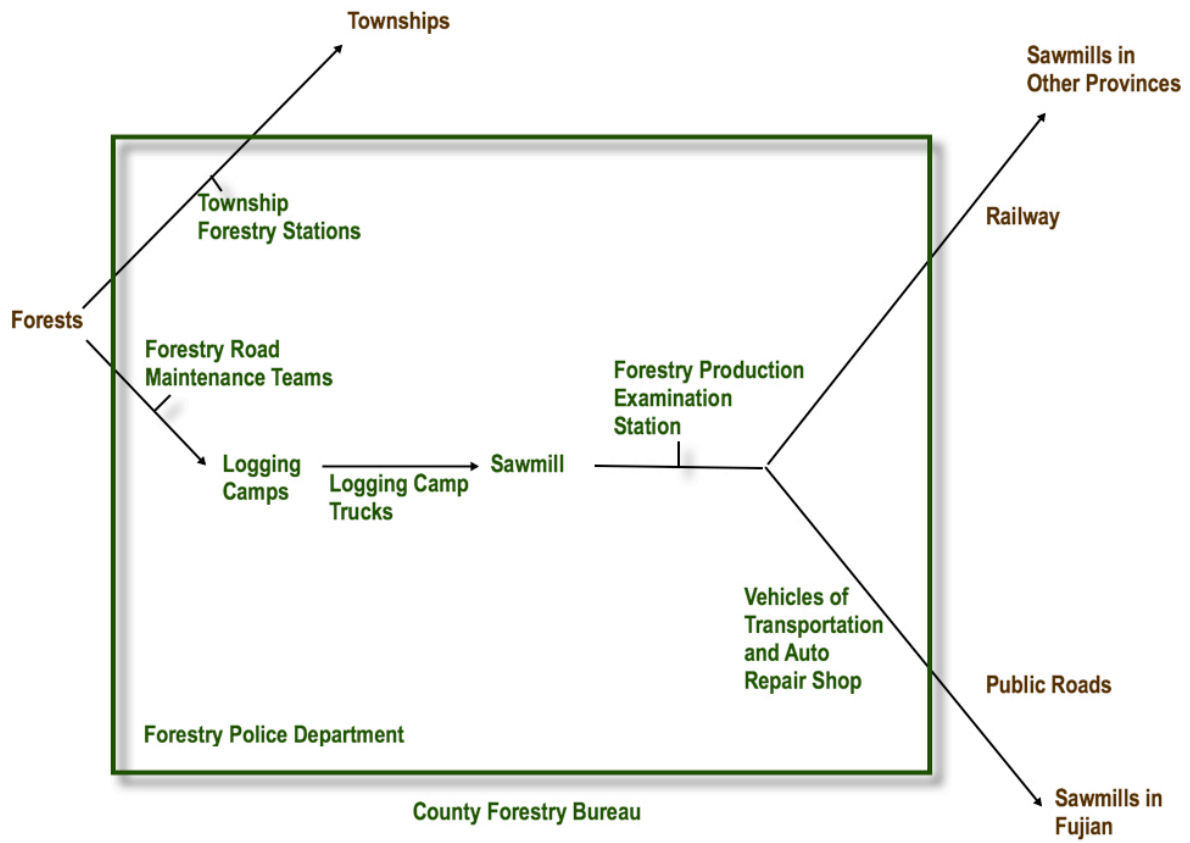 Townships
Sawmills in
Other Provinces
Township
Forestry Stations
Railway
Forests
Forestry Road
Maintenance Teams
Forestry Production
Examination
Station
Logging
Camps
Logging Camp
Trucks
Sawmill
Vehicles of
Transportation
and Auto
Repair Shop
Public Roads
Forestry Police Department
County Forestry Bureau
Sawmills in
Fujian